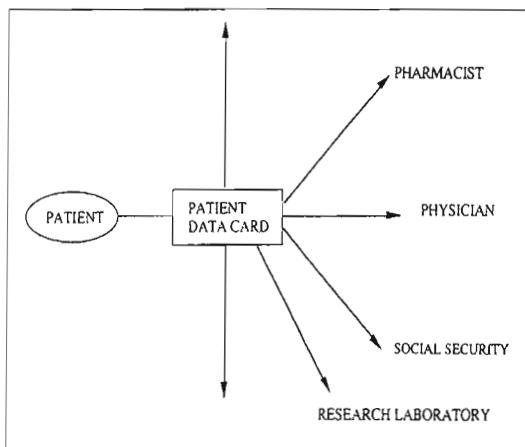 PHARMACIST
PATIENT
PATIENT
DATA CARD
PHYSICIAN
SOCIAL SECURITY
RESEARCH LABORATORY